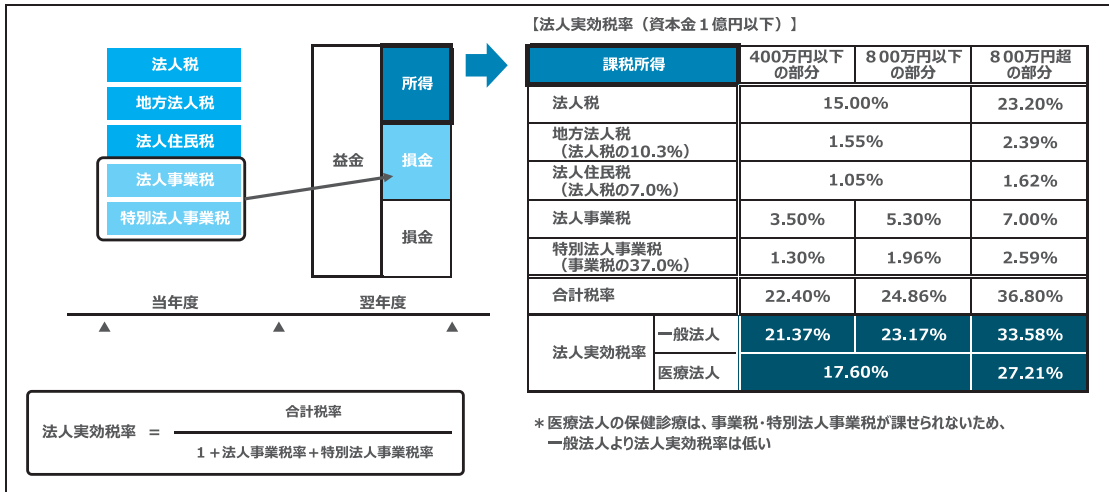 法人税
地方法人税
法人住民税
法人事業税
特別法人事業税
益金
所得
損金
損金
当年度
翌年度
▲
▲
▲
法人実効税率 =
合計税率
1+法人事業税率+特別法人事業税率
【法人実効税率（資本金1億円以下）】
課税所得
400万円以下
の部分
800万円以下
の部分
800万円超
の部分
法人税
15.00%
23.20%
地方法人税
（法人税の10.3%）
1.55%
2.39%
法人住民税
（法人税の7.0%）
1.05%
1.62%
法人事業税
3.50%
5.30%
7.00%
特別法人事業税
（事業税の37.0%）
1.30%
1.96%
2.59%
合計税率
22.40%
24.86%
36.80%
法人実効税率
一般法人
21.37%
23.17%
33.58%
医療法人
17.60%
27.21%
＊医療法人の保健診療は、事業税・特別法人事業税が課せられないため、
一般法人より法人実効税率は低い